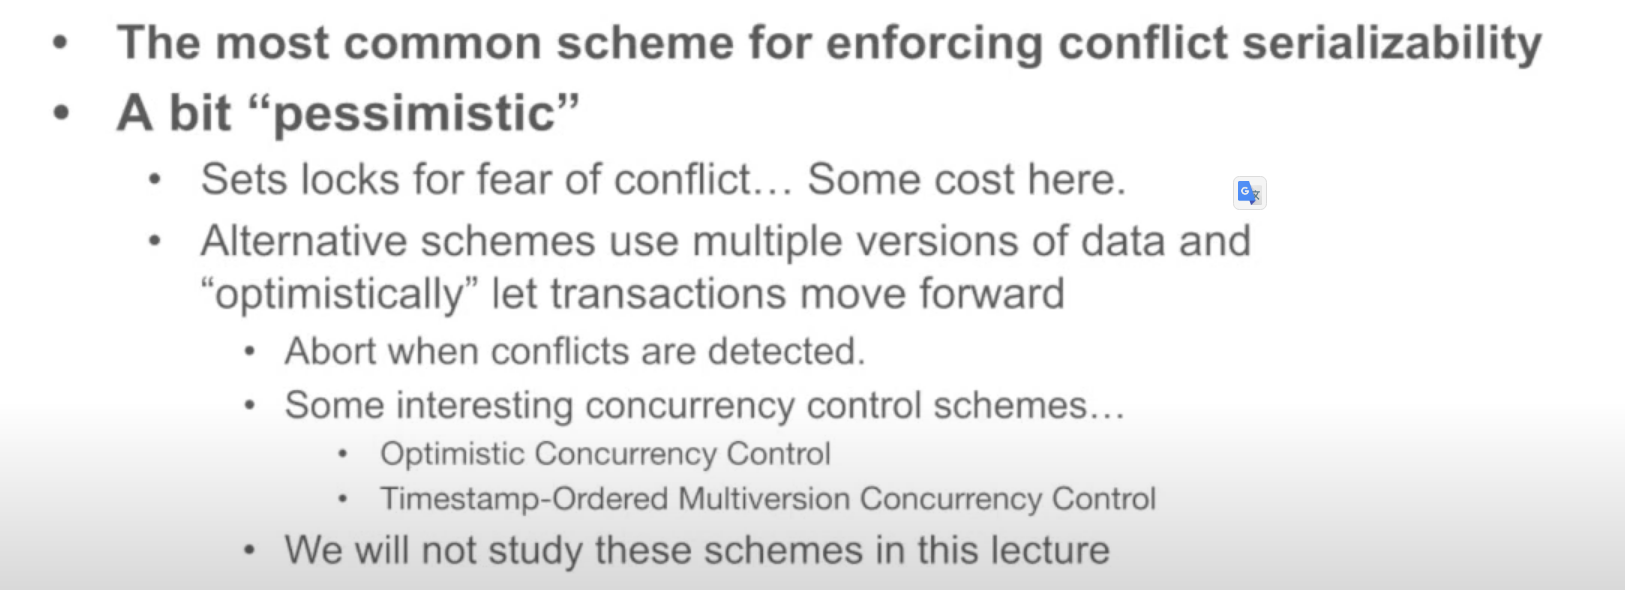 • The most common scheme for enforcing conflict serializability
• A bit “pessimistic”
• Sets locks for fear of conflict… Some cost here.
• Alternative schemes use multiple versions of data and
“optimistically” let transactions move forward
• Abort when conflicts are detected.
• Some interesting concurrency control schemes…
• Optimistic Concurrency Control
• Timestamp-Ordered Multiversion Concurrency Control
• We will not study these schemes in this lecture